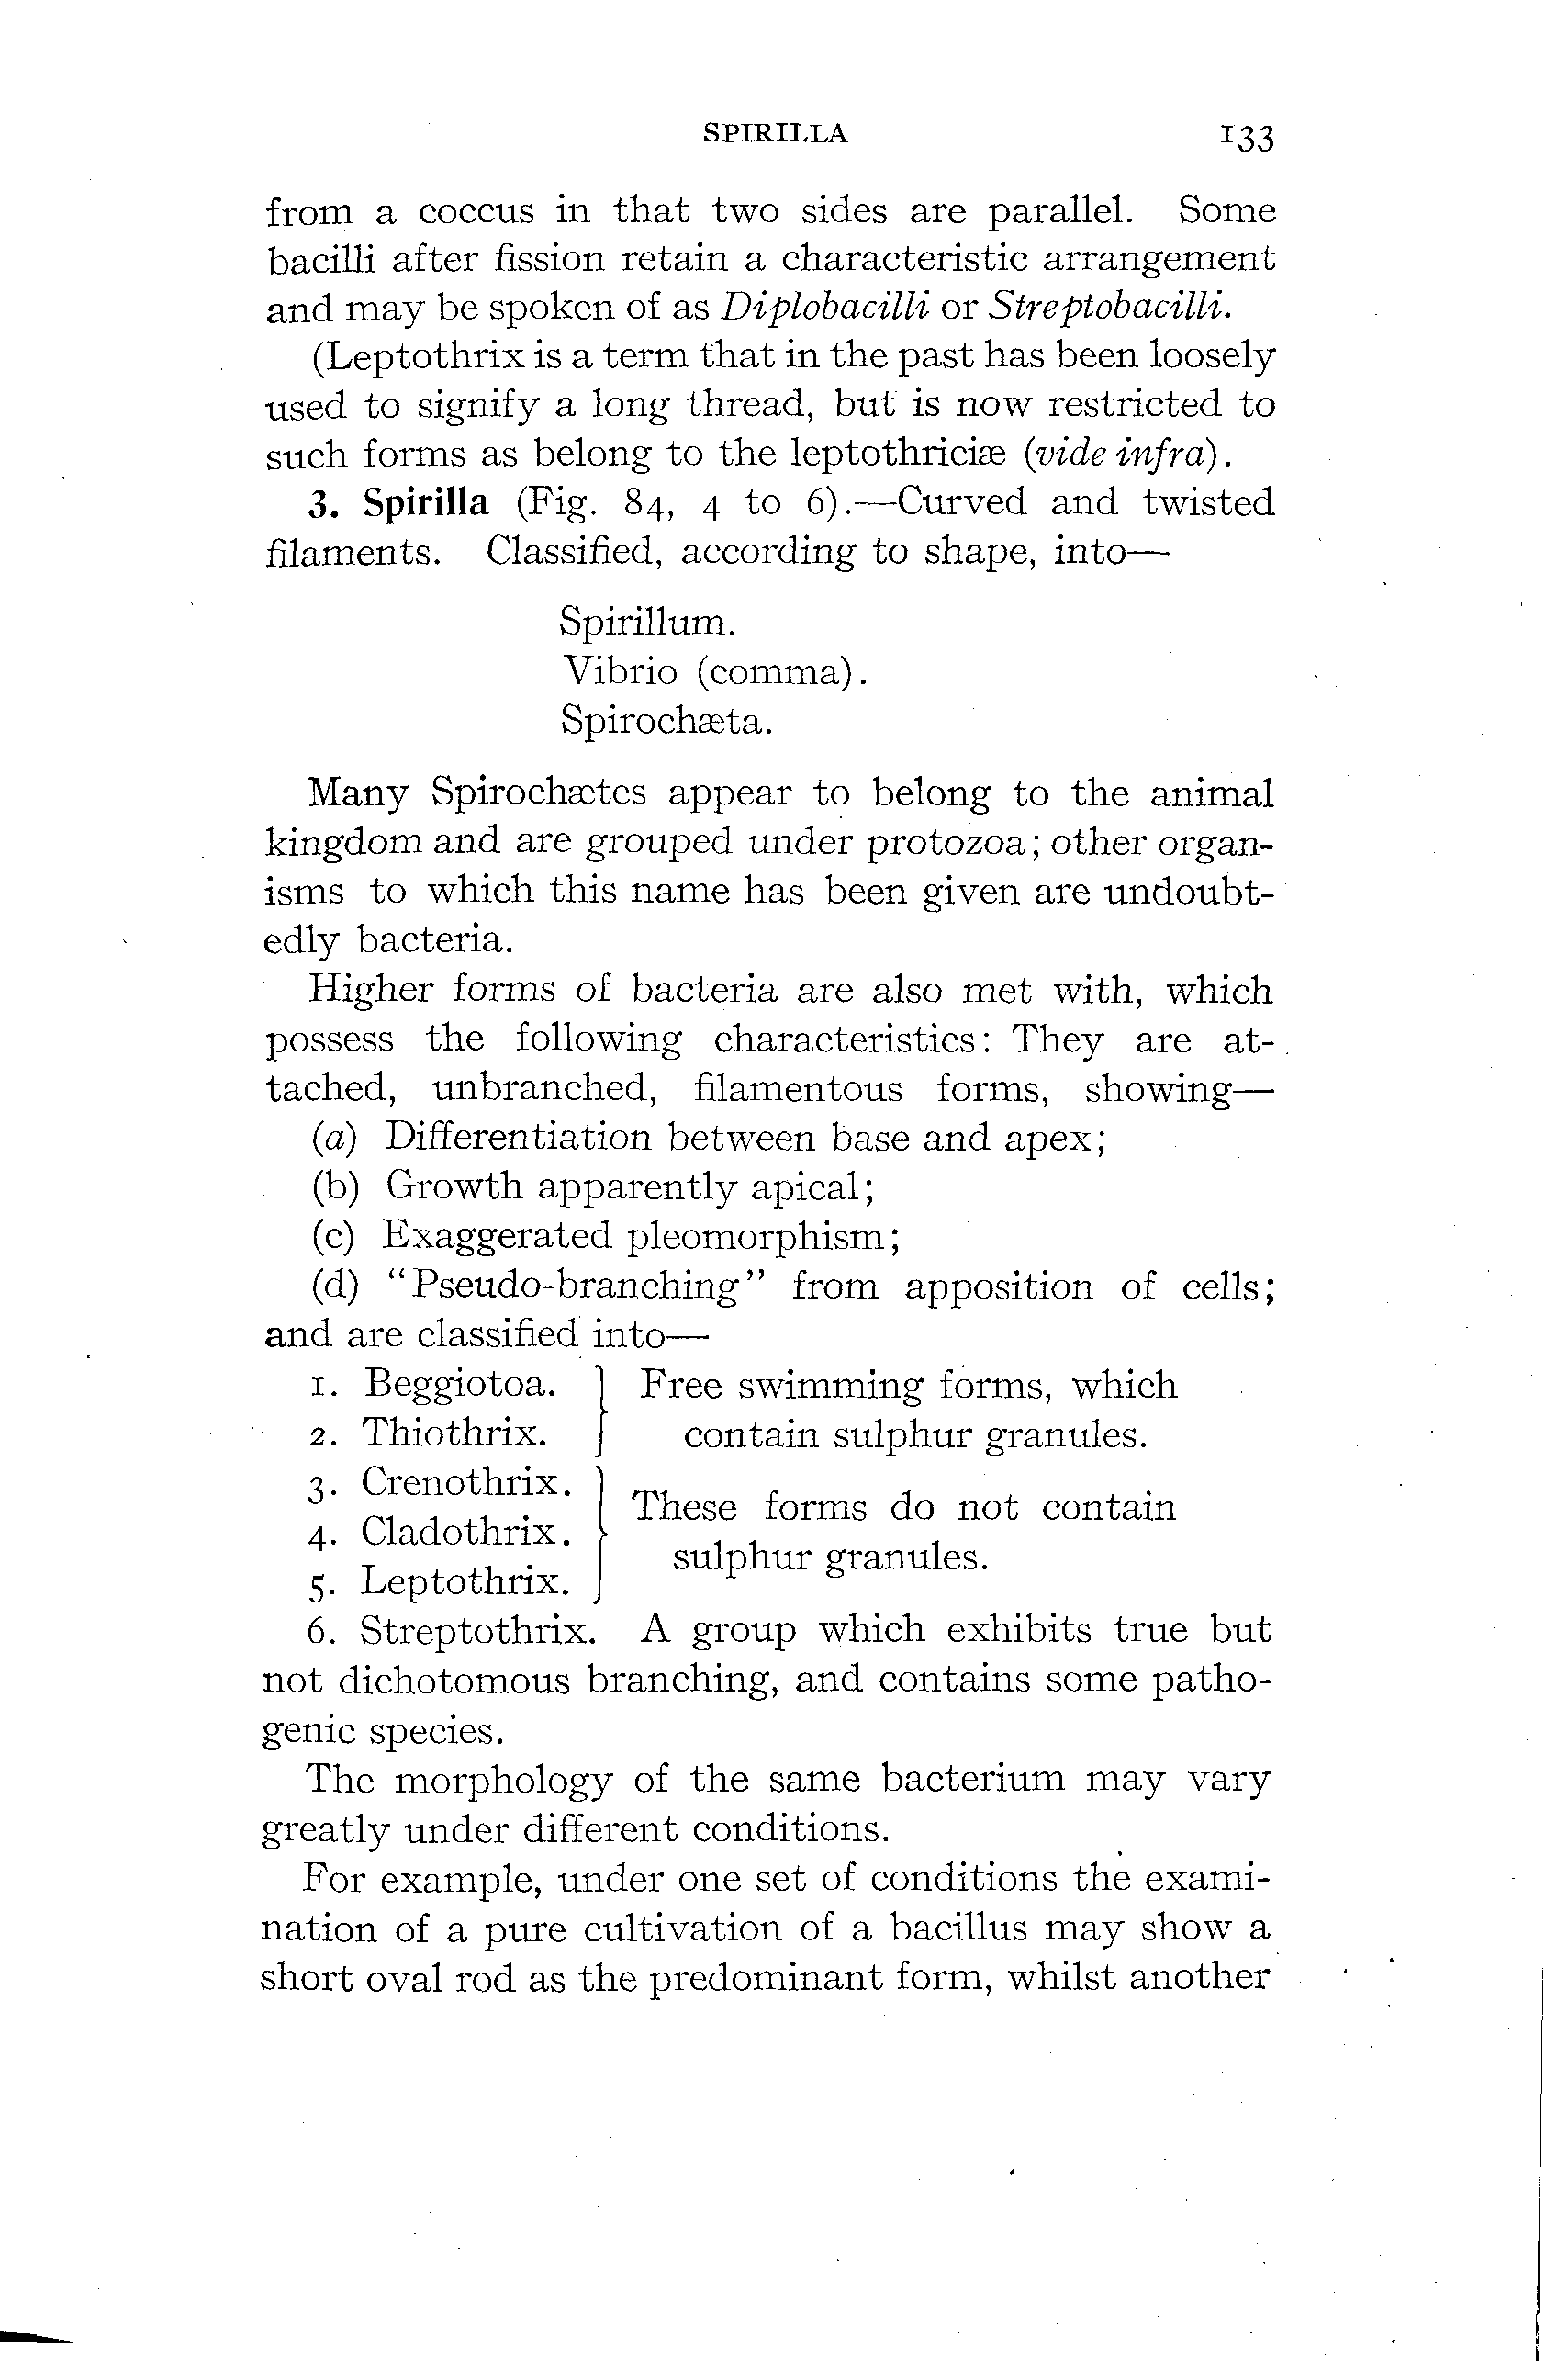 SPIRILLA 133
from a coccus in that two sides are parallel. Some
bacilli after fission retain a characteristic arrangement
and may be spoken of as Diplobacilli or Streptobacilli.
(Leptothrix is a term that in the past has been loosely
used to signify a long thread, but is now restricted to
such forms as belong to the leptothriciæ (vide infra).
3. Spirilla (Fig. 84, 4 to 6).—Curved and twisted
filaments. Classified, according to shape, into—
Spirillum.
Vibrio (comma).
Spirochæta.
Many Spirochætes appear to belong to the animal
kingdom and are grouped under protozoa; other organ-
isms to which this name has been given are undoubt-
edly bacteria.
Higher forms of bacteria are also met with, which
possess the following characteristics: They are at-
tached, unbranched, filamentous forms, showing—
(a) Differentiation between base and apex;
(b) Growth apparently apical;
(c) Exaggerated pleomorphism;
(d) "Pseudo-branching" from apposition of cells;
and are classified into—
1. Beggiotoa. } Free swimming forms, which
2. Thiothrix. } contain sulphur granules.
3. Crenothrix. }
These forms do not contain
4. Cladothrix. }
sulphur granules.
5. Leptothrix. }
6. Streptothrix. A group which exhibits true but
not dichotomous branching, and contains some patho-
genic species.
The morphology of the same bacterium may vary
greatly under different conditions.
For example, under one set of conditions the exami-
nation of a pure cultivation of a bacillus may show a
short oval rod as the predominant form, whilst another